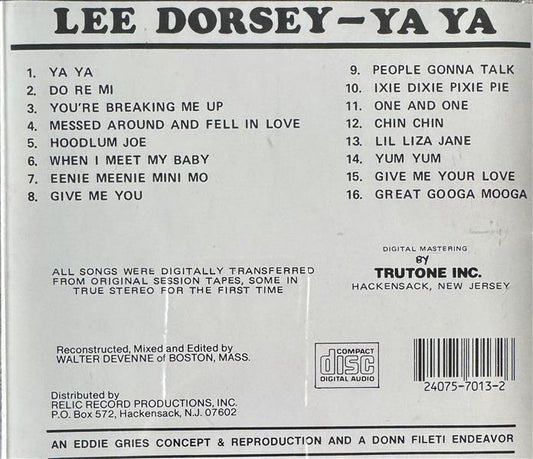 LEE DORSEY–YA YA
1. YA YA
2. DO RE MI
3. YOU'RE BREAKING ME UP
4. MESSED AROUND AND FELL IN LOVE
5. HOODLUM JOE
6. WHEN I MEET MY BABY
7. EENIE MEENIE MINI MO
8. GIVE ME YOU
9. PEOPLE GONNA TALK
10. IXIE DIXIE PIXIE PIE
11. ONE AND ONE
12. CHIN CHIN
13. LIL LIZA JANE
14. YUM YUM
15. GIVE ME YOUR LOVE
16. GREAT GOOGA MOOGA
DIGITAL MASTERING
BY
TRUTONE INC.
HACKENSACK, NEW JERSEY
ALL SONGS WERE DIGITALLY TRANSFERRED
FROM ORIGINAL SESSION TAPES, SOME IN
TRUE STEREO FOR THE FIRST TIME
Reconstructed, Mixed and Edited by
WALTER DEVENNE of BOSTON, MASS.
COMPACT
disc
DIGITAL AUDIO
24075-7013-2
Distributed by
RELIC RECORD PRODUCTIONS, INC.
P.O. Box 572, Hackensack, N.J. 07602
AN EDDIE GRIES CONCEPT & REPRODUCTION AND A DONN FILETI ENDEAVOR